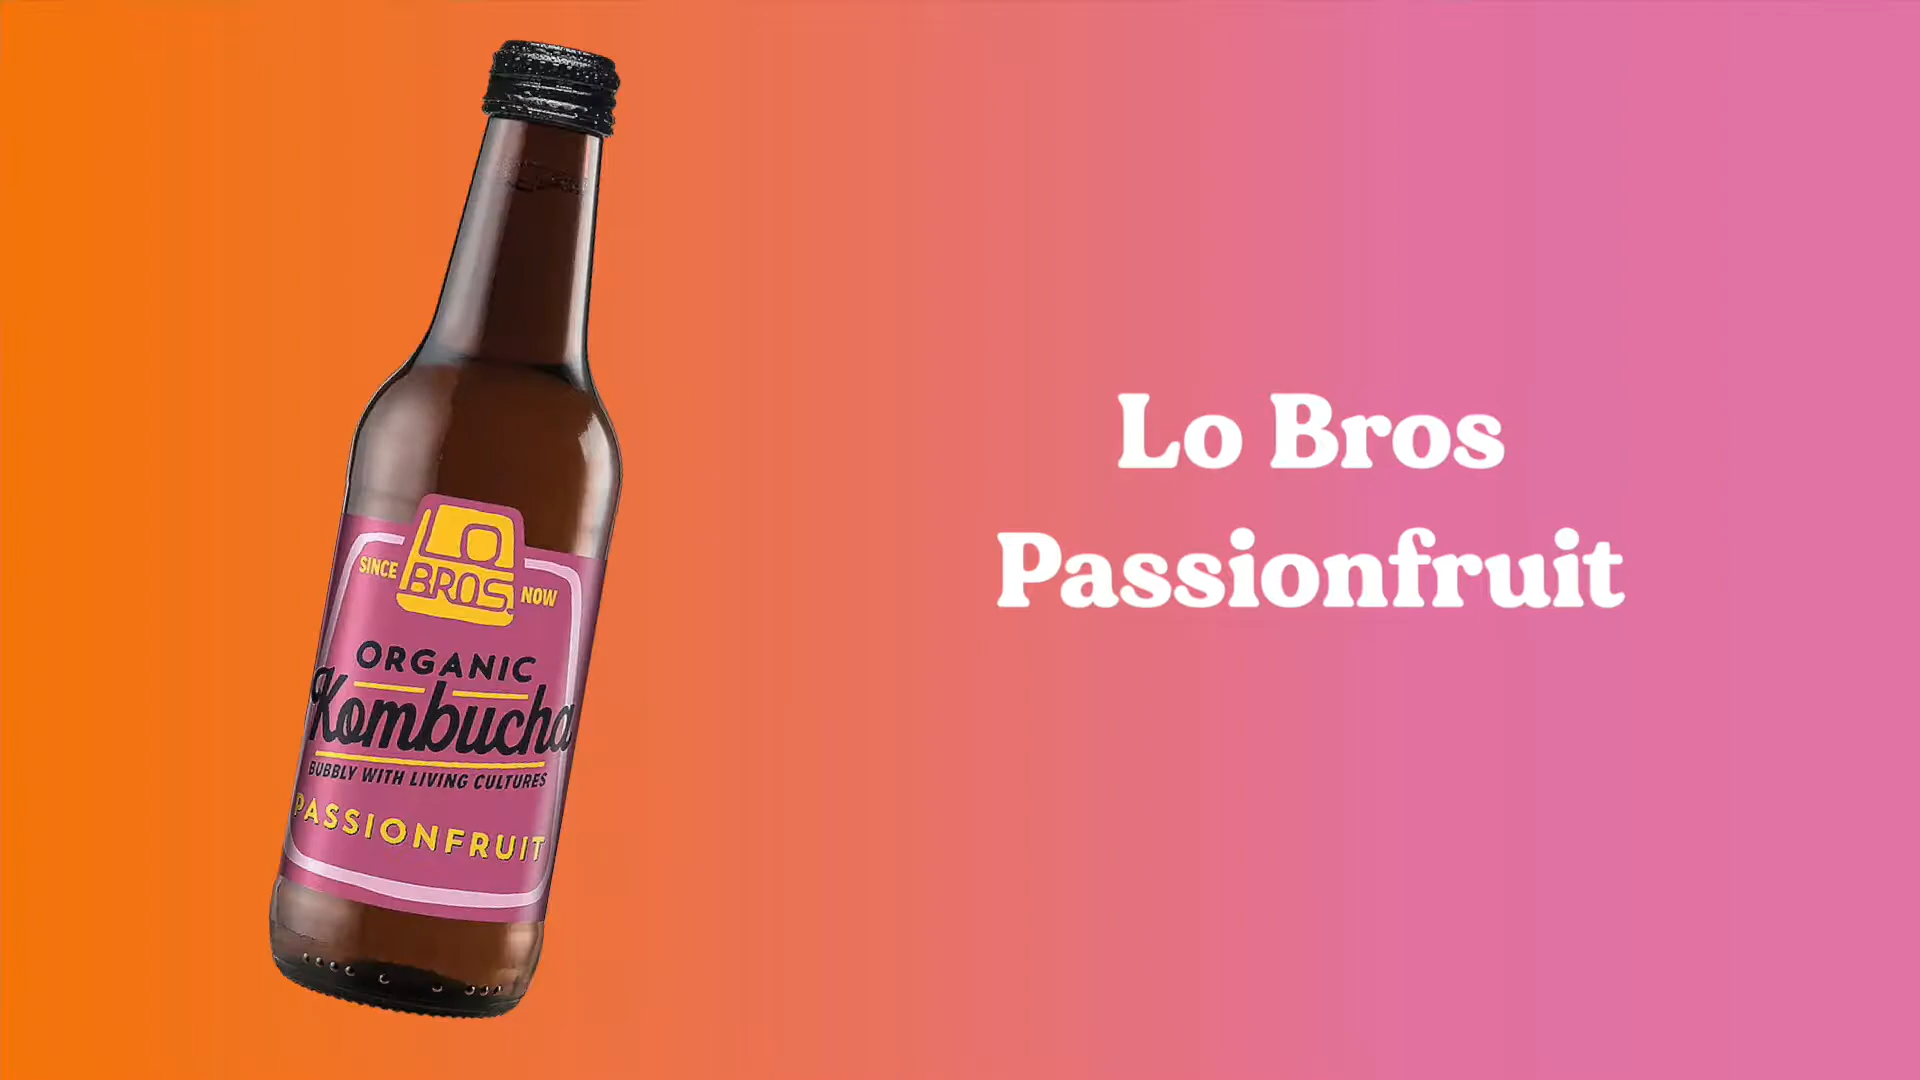 LO
BROS.
SINCE
NOW
ORGANIC
Kombucha
BUBBLY WITH LIVING CULTURES
PASSIONFRUIT
Lo Bros
Passionfruit